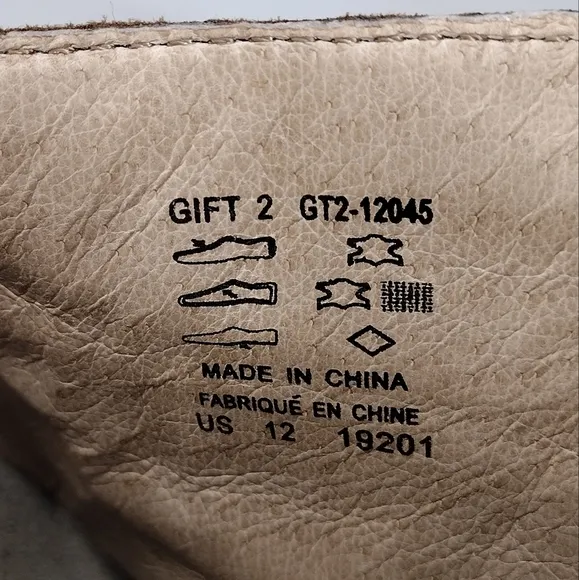 GIFT 2 GT2-12045
MADE IN CHINA
FABRIQUÉ EN CHINE
US 12 19201